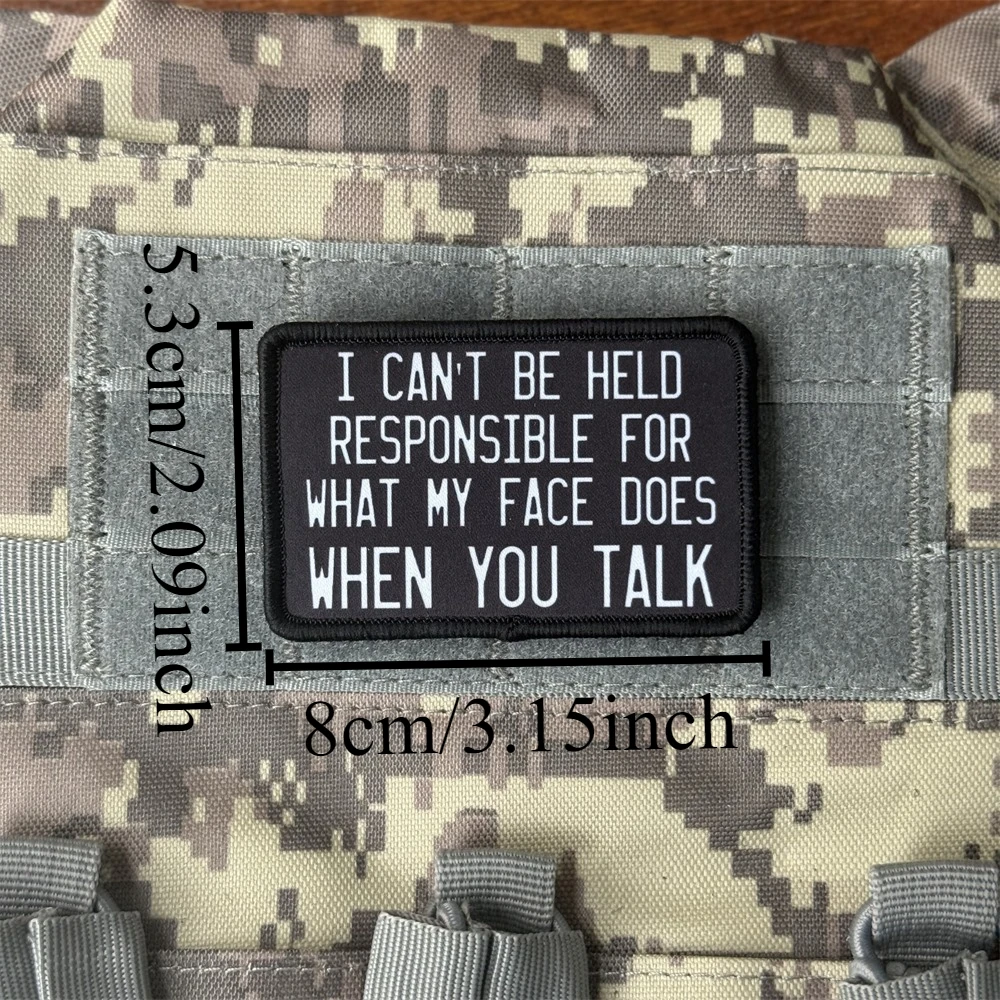 I CAN'T BE HELD
RESPONSIBLE FOR
WHAT MY FACE DOES
WHEN YOU TALK
5.3cm/2.09inch
8cm/3.15inch